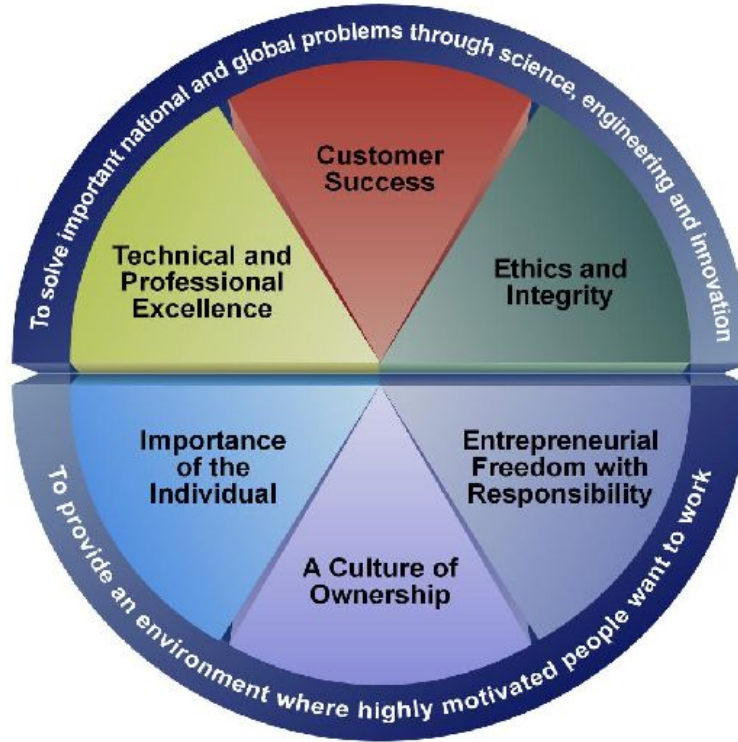 To solve important national and global problems through science, engineering and innovation
Customer
Success
Technical and
Professional
Excellence
Ethics and
Integrity
Importance
of the
Individual
Entrepreneurial
Freedom with
Responsibility
A Culture of
Ownership
To provide an environment where highly motivated people want to work